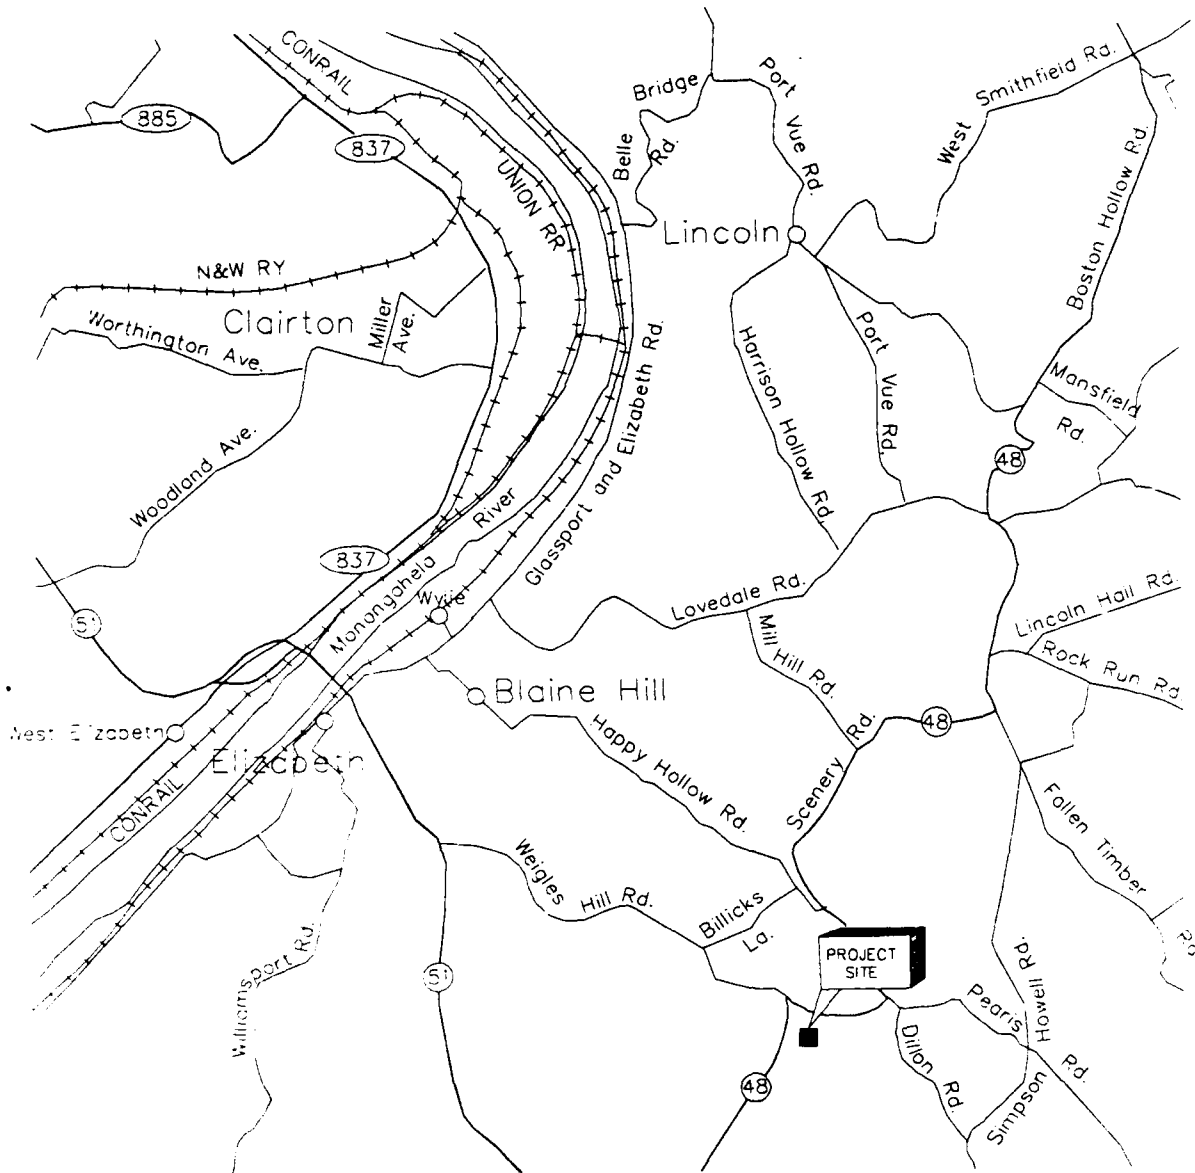 CONRAIL
Bridge
Port Vue Rd.
West Smithfield Rd.
885
837
Belle Rd.
UNION RR
Lincoln
Boston Hollow Rd.
N&W RY
Clairton
Miller Ave.
Worthington Ave.
Harrison Hollow Rd.
Port Vue Rd.
Mansfield Rd.
Glassport and Elizabeth Rd.
48
Woodland Ave.
River
837
Monongahela
Wylie
Lovedale Rd.
Lincoln Hall Rd.
51
Mill Hill Rd.
Rock Run Rd.
Blaine Hill
West Elizabeth
Elizabeth
Happy Hollow Rd.
Scenery Rd.
48
CONRAIL
Fallen Timber Rd.
Weigles Hill Rd.
Billicks La.
Williamsport Rd.
51
PROJECT
SITE
Howell Rd.
Pearis Rd.
Dillon Rd.
Simpson
48